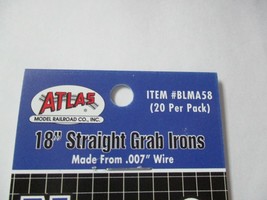 ATLAS
MODEL RAILROAD CO., INC.
ITEM #BLMA58
(20 Per Pack)
18” Straight Grab Irons
Made From .007” Wire